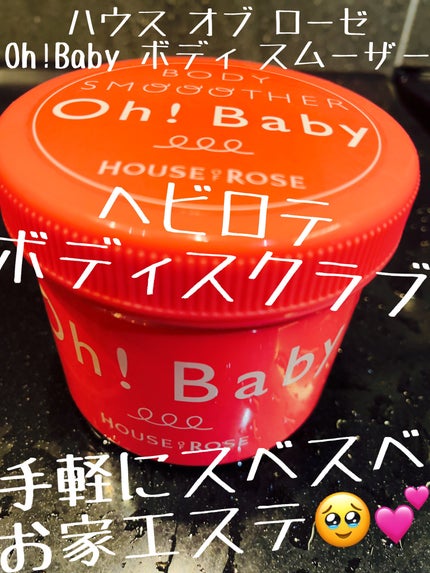 ハウス オブ ローゼ
Oh!Baby ボディ スムーザー
BODY
SMOOOTHER
Oh! Baby
HOUSE OF ROSE
ヘビロテ
ボディスクラブ
Oh! Baby
HOUSE OF ROSE
手軽にスベスベ
お家エステ🥹💕